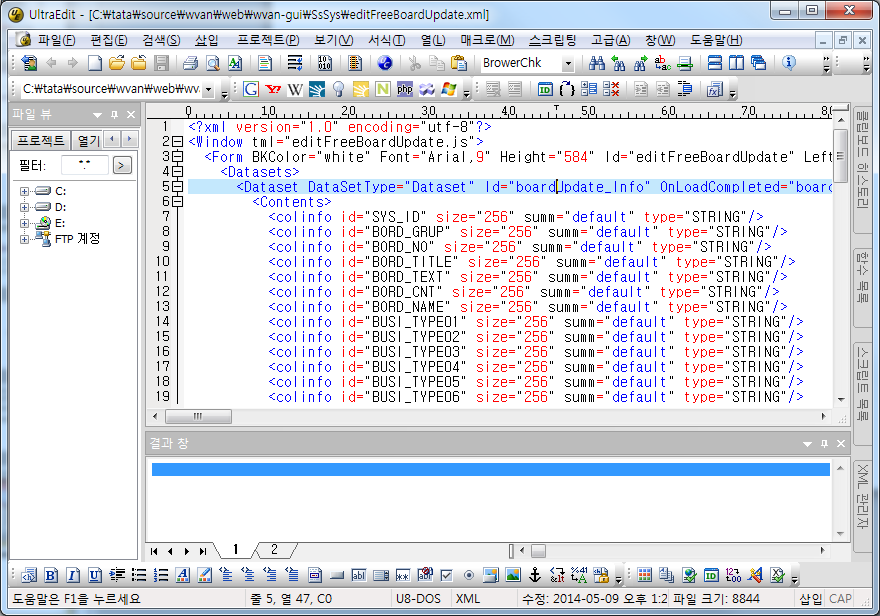 UltraEdit - [C:₩tata₩source₩wvan₩web₩wvan-gui₩SsSys₩editFreeBoardUpdate.xml]
파일(F) 편집(E) 검색(S) 삽입 프로젝트(P) 보기(V) 서식(T) 열(L) 매크로(M) 스크립팅 고급(A) 창(W) 도움말(H)
BrowerChk
C:₩tata₩source₩wvan₩web₩wv
파일 뷰
프로젝트 열기
필터: *.*
C:
D:
E:
FTP 계정
0 10 20 30 40 50 60 70 80
1 <?xml version="1.0" encoding="utf-8"?>
2 <Window tml="editFreeBoardUpdate.js">
3 <Form BKColor="white" Font="Arial,9" Height="584" Id="editFreeBoardUpdate" Left
4 <Datasets>
5 <Dataset DataSetType="Dataset" Id="boardUpdate_Info" OnLoadCompleted="board
6 <Contents>
7 <colinfo id="SYS_ID" size="256" summ="default" type="STRING"/>
8 <colinfo id="BORD_GRUP" size="256" summ="default" type="STRING"/>
9 <colinfo id="BORD_NO" size="256" summ="default" type="STRING"/>
10 <colinfo id="BORD_TITLE" size="256" summ="default" type="STRING"/>
11 <colinfo id="BORD_TEXT" size="256" summ="default" type="STRING"/>
12 <colinfo id="BORD_CNT" size="256" summ="default" type="STRING"/>
13 <colinfo id="BORD_NAME" size="256" summ="default" type="STRING"/>
14 <colinfo id="BUSI_TYPE01" size="256" summ="default" type="STRING"/>
15 <colinfo id="BUSI_TYPE02" size="256" summ="default" type="STRING"/>
16 <colinfo id="BUSI_TYPE03" size="256" summ="default" type="STRING"/>
17 <colinfo id="BUSI_TYPE04" size="256" summ="default" type="STRING"/>
18 <colinfo id="BUSI_TYPE05" size="256" summ="default" type="STRING"/>
19 <colinfo id="BUSI_TYPE06" size="256" summ="default" type="STRING"/>
클립보드 히스토리
함수 목록
스크립트 목록
XML 관리자
결과 창
1 2
도움말은 F1을 누르세요 줄 5, 열 47, C0 U8-DOS XML 수정: 2014-05-09 오후 1:2 파일 크기: 8844 삽입 CAP